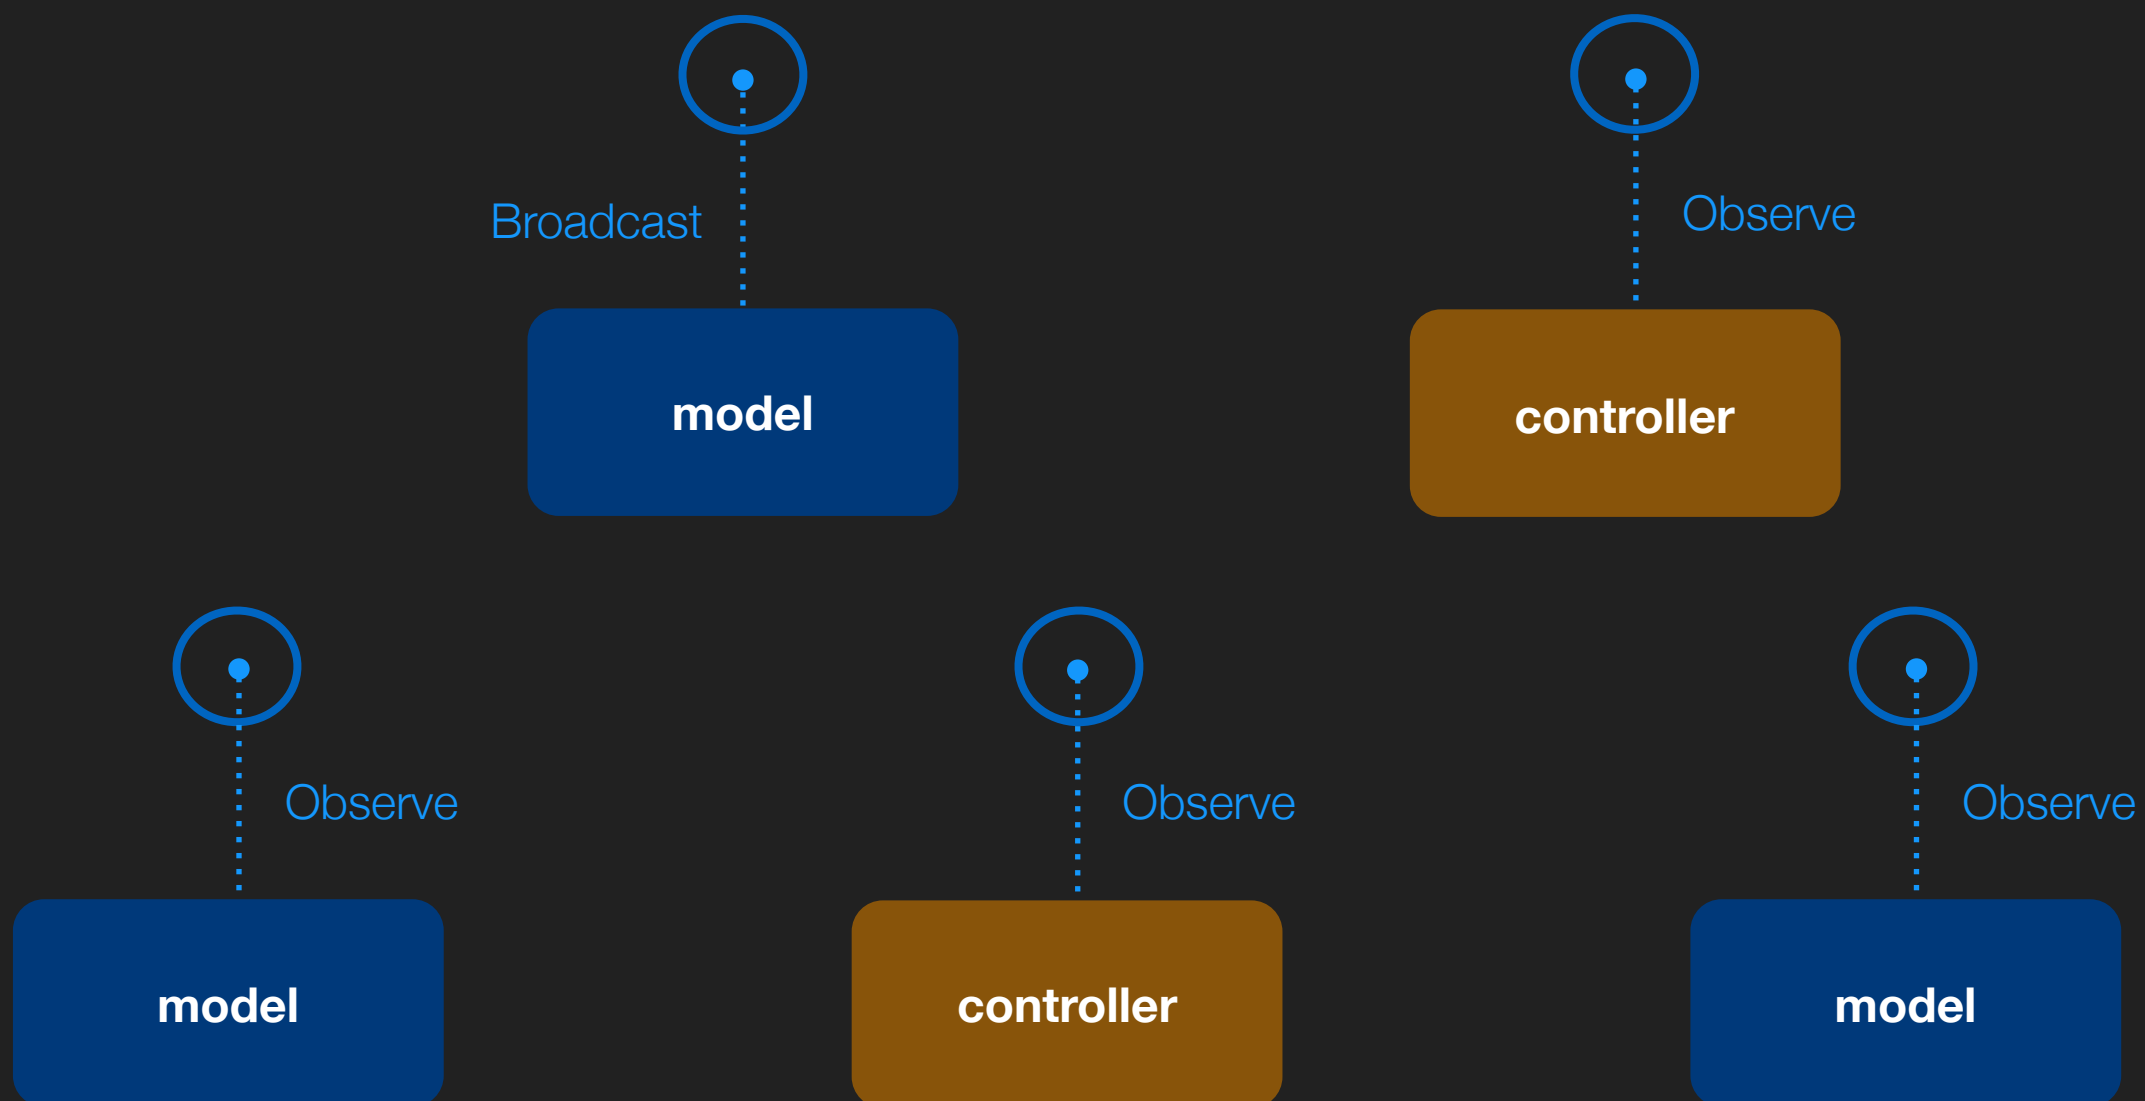 Broadcast
Observe
model
controller
Observe
Observe
Observe
model
controller
model